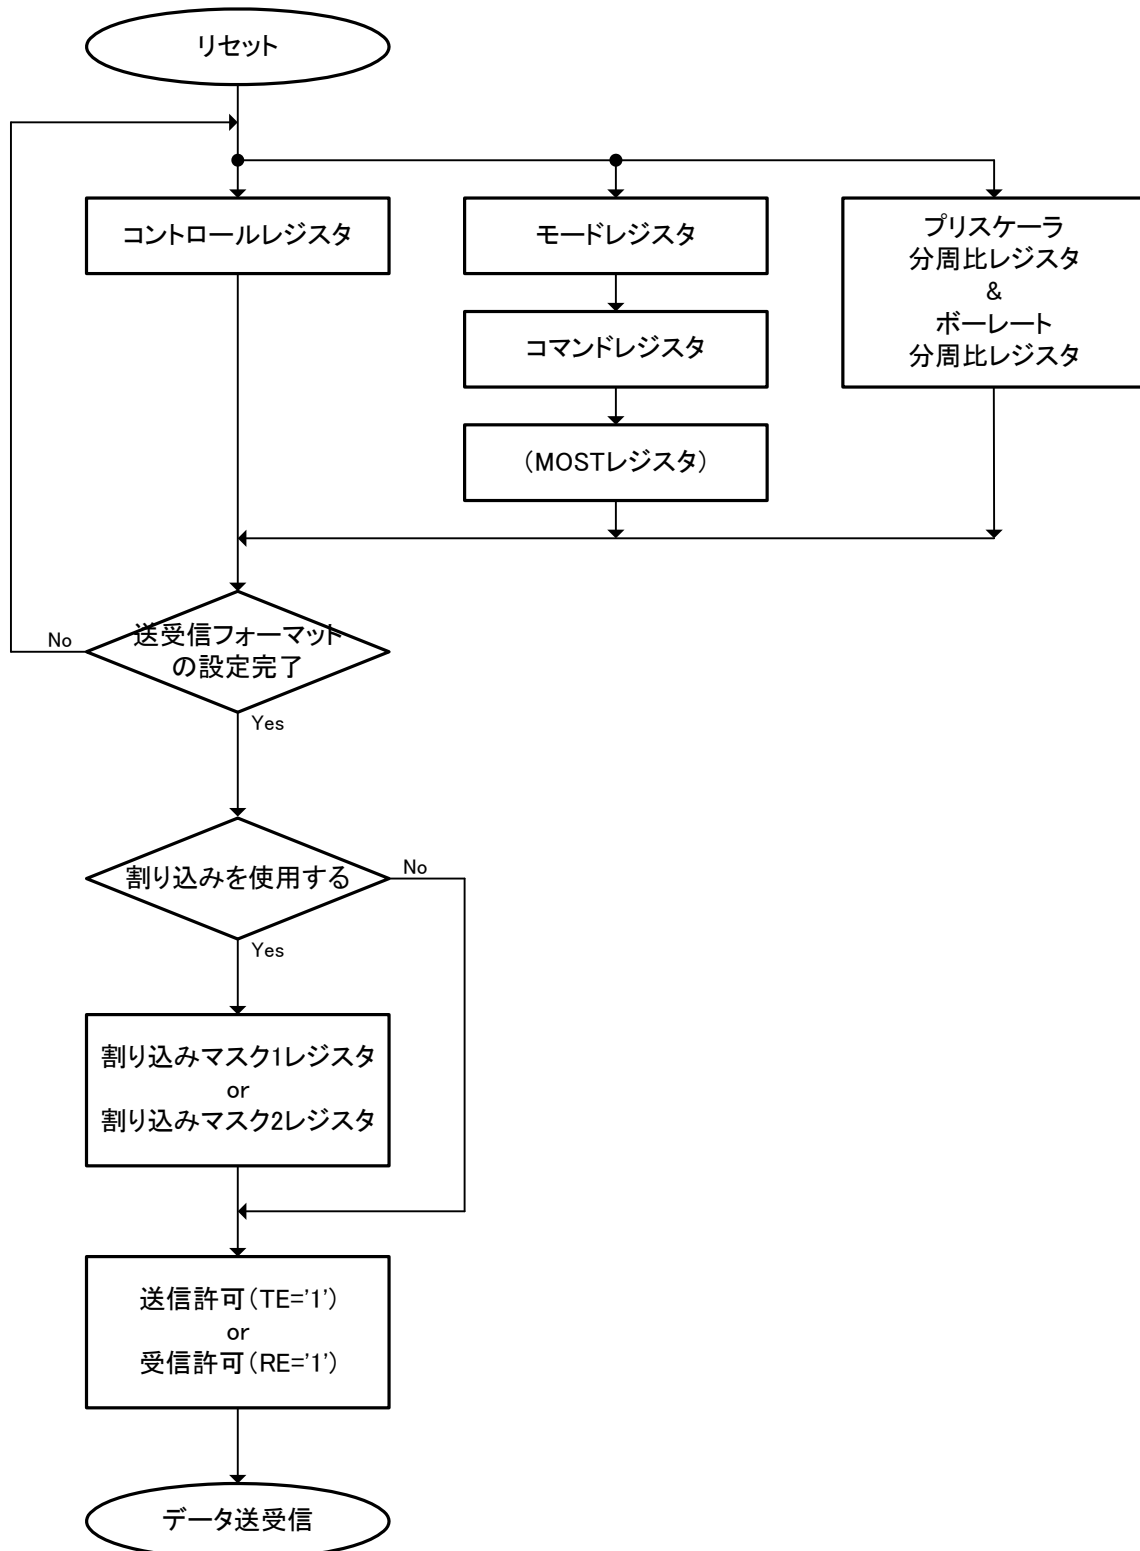 リセット
コントロールレジスタ
モードレジスタ
コマンドレジスタ
（MOSTレジスタ）
プリスケーラ
分周比レジスタ
&
ボーレート
分周比レジスタ
送受信フォーマット
の設定完了
No
Yes
割り込みを使用する
No
Yes
割り込みマスク1レジスタ
or
割り込みマスク2レジスタ
送信許可（TE='1'）
or
受信許可（RE='1'）
データ送受信